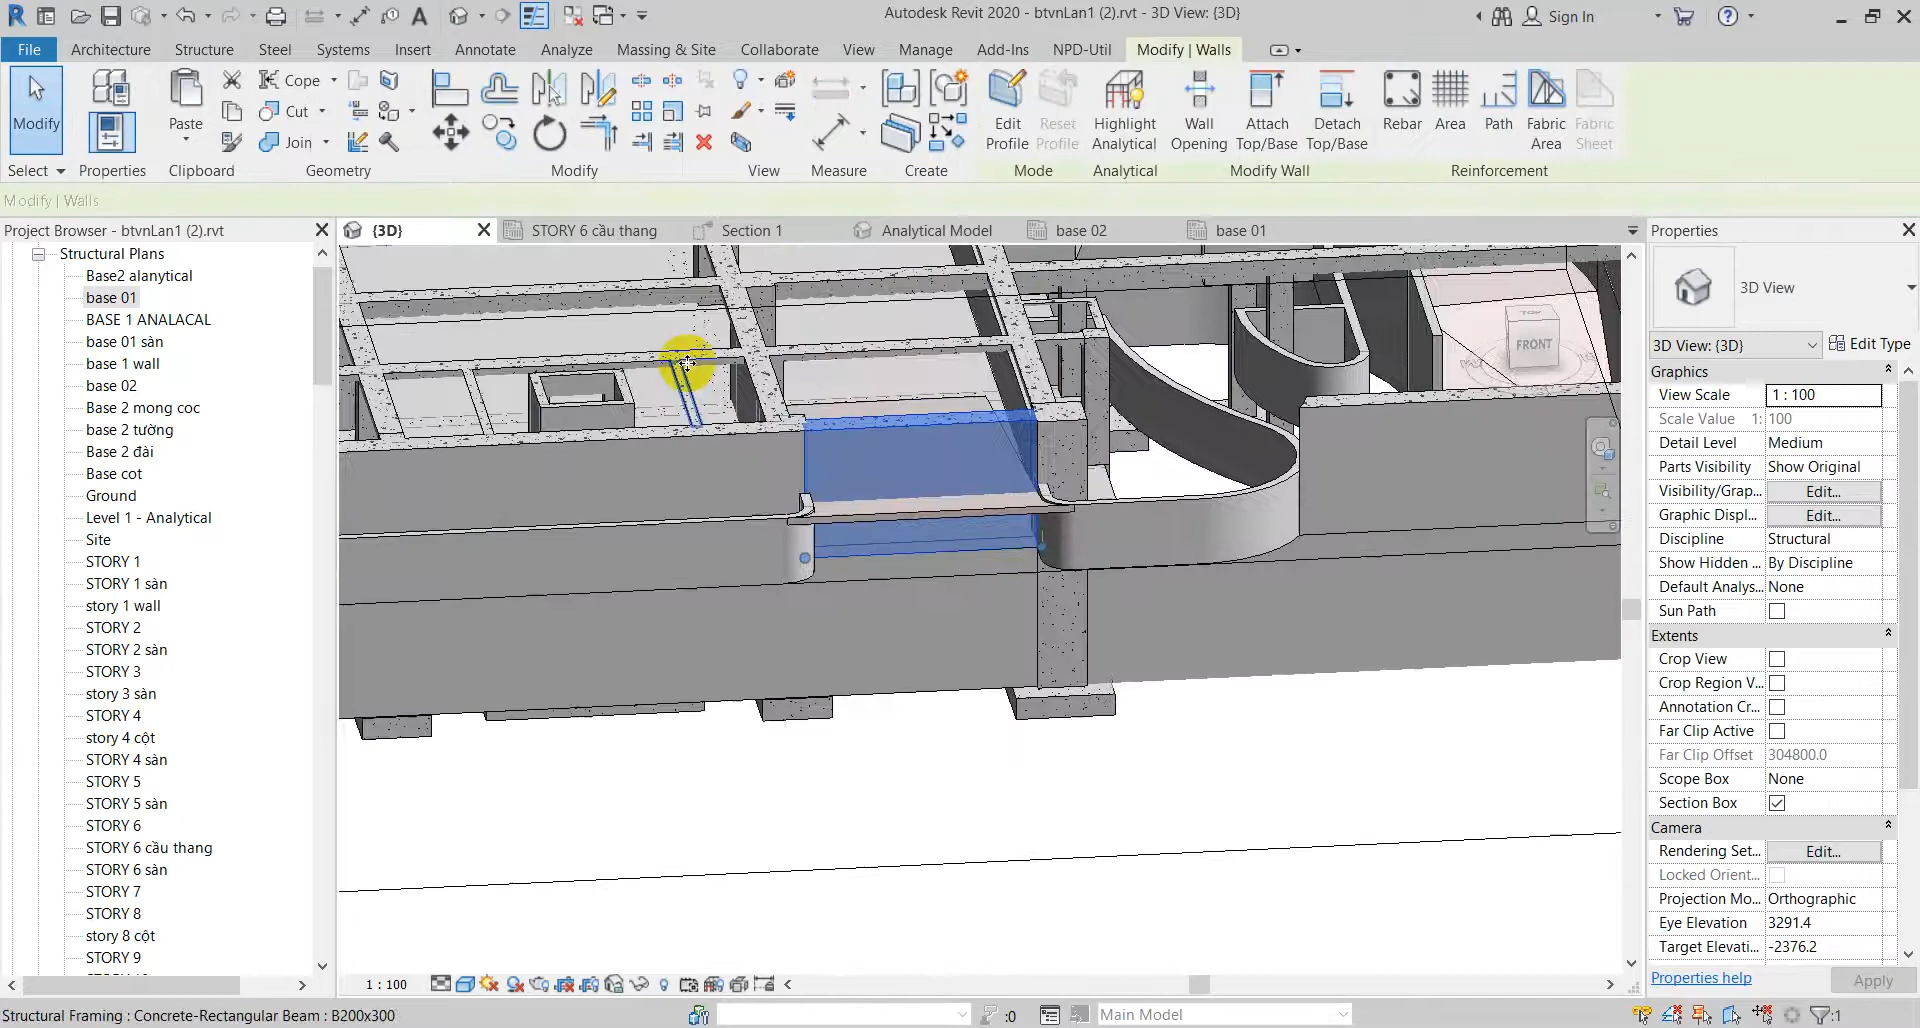 Autodesk Revit 2020 - btvnLan1 (2).rvt - 3D View: {3D}
Sign In
File
Architecture
Structure
Steel
Systems
Insert
Annotate
Analyze
Massing & Site
Collaborate
View
Manage
Add-Ins
NPD-Util
Modify | Walls
Modify
Paste
Cope
Cut
Join
Edit Profile
Reset Profile
Highlight Analytical
Wall Opening
Attach Top/Base
Detach Top/Base
Rebar
Area
Path
Fabric Area
Fabric Sheet
Select
Properties
Clipboard
Geometry
Modify
View
Measure
Create
Mode
Analytical
Modify Wall
Reinforcement
Modify | Walls
Project Browser - btvnLan1 (2).rvt
Structural Plans
Base2 alanytical
base 01
BASE 1 ANALACAL
base 01 sàn
base 1 wall
base 02
Base 2 mong coc
base 2 tường
Base 2 đài
Base cot
Ground
Level 1 - Analytical
Site
STORY 1
STORY 1 sàn
story 1 wall
STORY 2
STORY 2 sàn
STORY 3
story 3 sàn
STORY 4
story 4 cột
STORY 4 sàn
STORY 5
STORY 5 sàn
STORY 6
STORY 6 cầu thang
STORY 6 sàn
STORY 7
STORY 8
story 8 cột
STORY 9
{3D}
STORY 6 cầu thang
Section 1
Analytical Model
base 02
base 01
TOP
FRONT
1 : 100
Properties
3D View
3D View: {3D}
Edit Type
Graphics
View Scale
1 : 100
Scale Value 1:
100
Detail Level
Medium
Parts Visibility
Show Original
Visibility/Grap...
Edit...
Graphic Displ...
Edit...
Discipline
Structural
Show Hidden ...
By Discipline
Default Analys...
None
Sun Path
Extents
Crop View
Crop Region V...
Annotation Cr...
Far Clip Active
Far Clip Offset
304800.0
Scope Box
None
Section Box
Camera
Rendering Set...
Edit...
Locked Orient...
Projection Mo...
Orthographic
Eye Elevation
3291.4
Target Elevati...
-2376.2
Properties help
Apply
Structural Framing : Concrete-Rectangular Beam : B200x300
:0
Main Model
:1